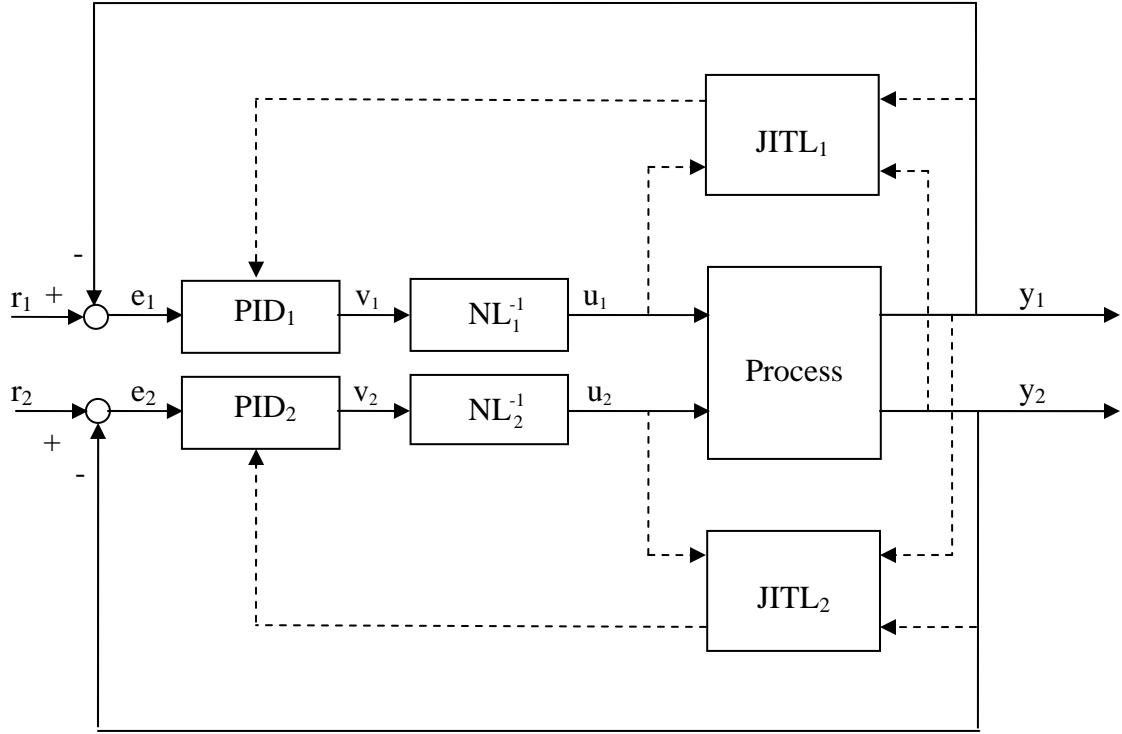 JITL₁
-
r₁
+
e₁
PID₁
v₁
NL₁⁻¹
u₁
y₁
Process
r₂
+
e₂
PID₂
v₂
NL₂⁻¹
u₂
y₂
-
JITL₂